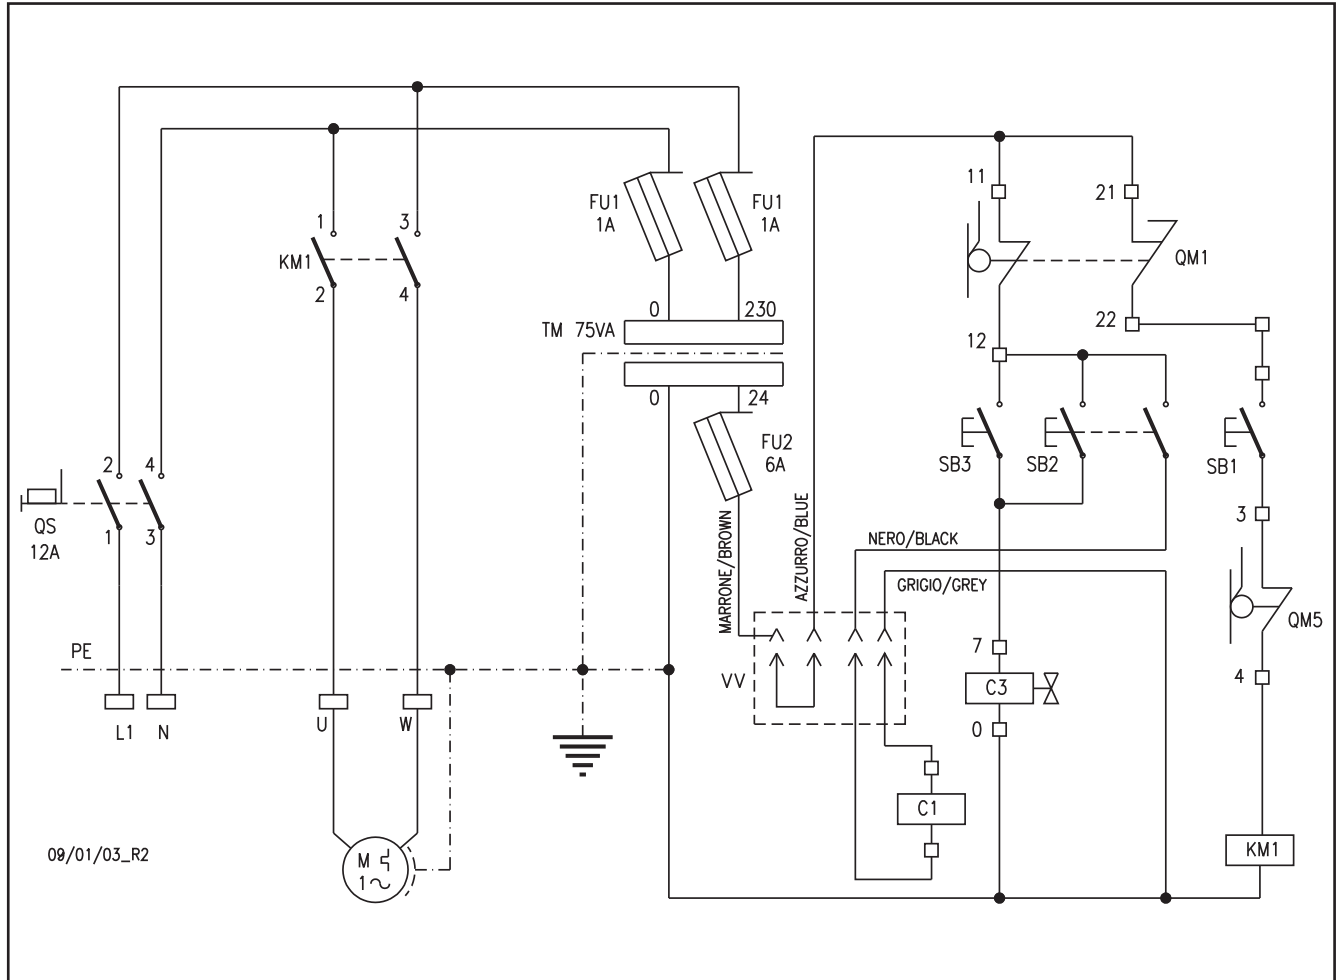 11
21
FU1
1A
FU1
1A
1
3
KM1
2
4
QM1
0
230
TM 75VA
22
12
0
24
FU2
6A
2
4
SB3
SB2
SB1
QS
12A
1
3
MARRONE/BROWN
AZZURRO/BLUE
3
NERO/BLACK
GRIGIO/GREY
QM5
PE
7
VV
C3
4
L1
N
U
W
0
C1
09/01/03_R2
M
1~
KM1